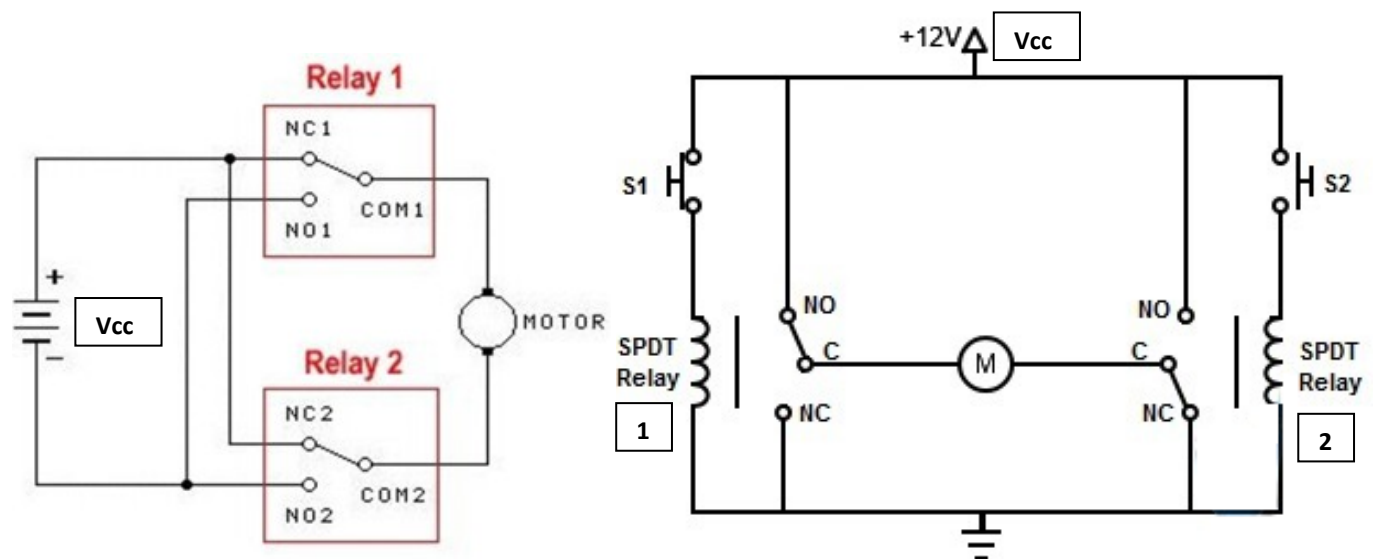 Relay 1
NC1
COM1
NO1
+
Vcc
−
MOTOR
Relay 2
NC2
COM2
NO2
+12V
Vcc
S1
S2
NO
NO
C
M
C
NC
NC
SPDT
Relay
1
SPDT
Relay
2